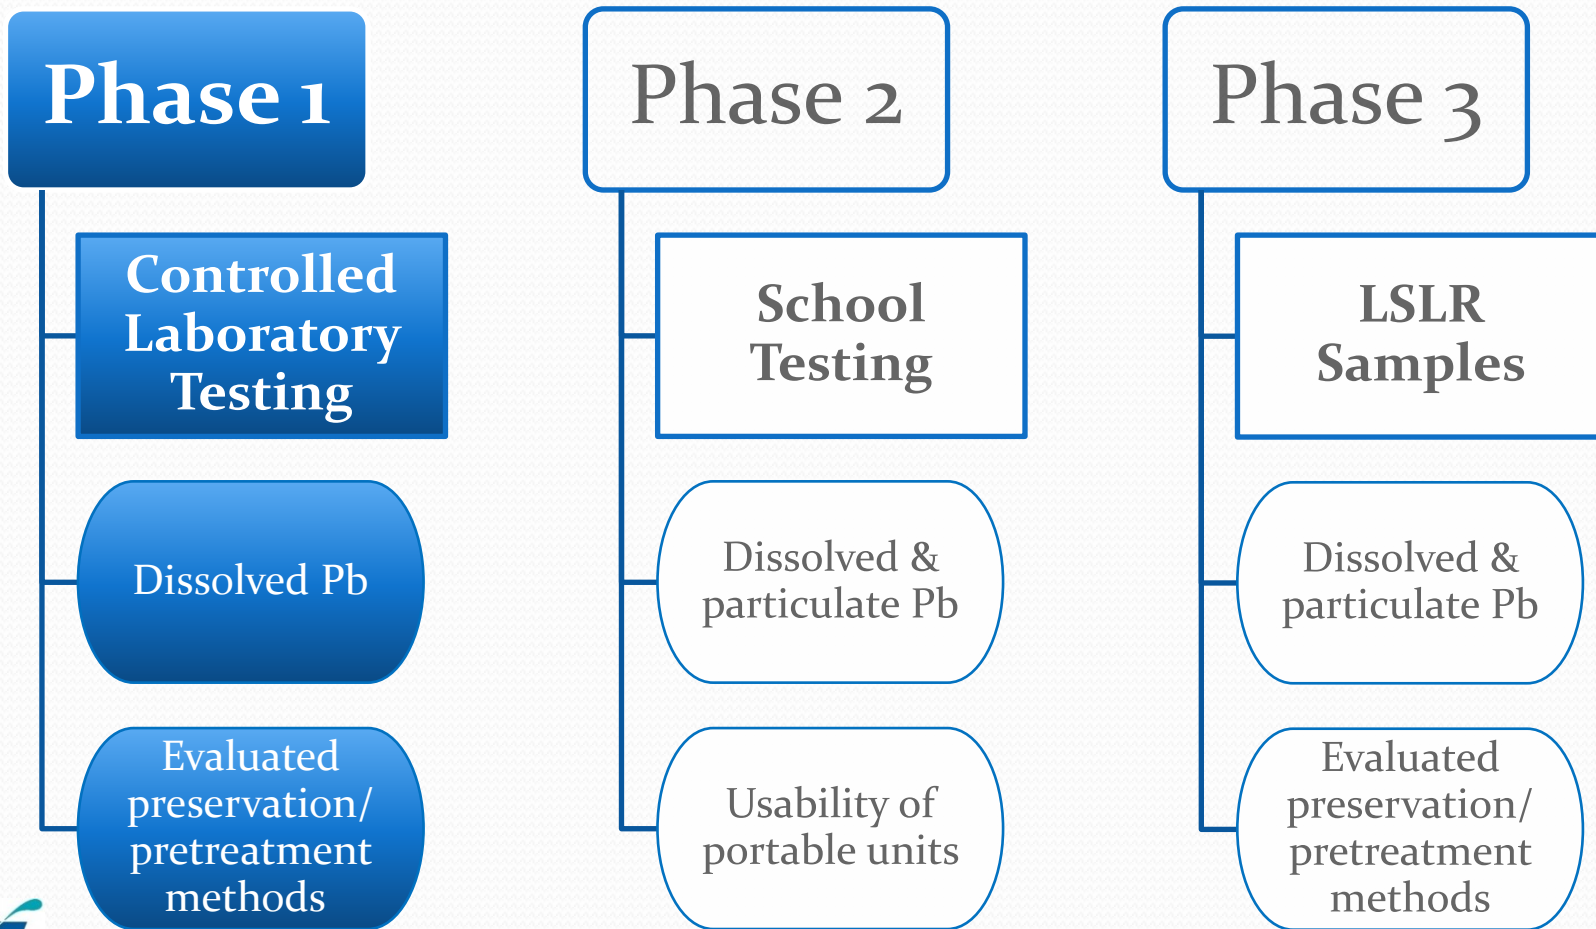 Phase 1
Controlled
Laboratory
Testing
Dissolved Pb
Evaluated
preservation/
pretreatment
methods
Phase 2
School
Testing
Dissolved &
particulate Pb
Usability of
portable units
Phase 3
LSLR
Samples
Dissolved &
particulate Pb
Evaluated
preservation/
pretreatment
methods